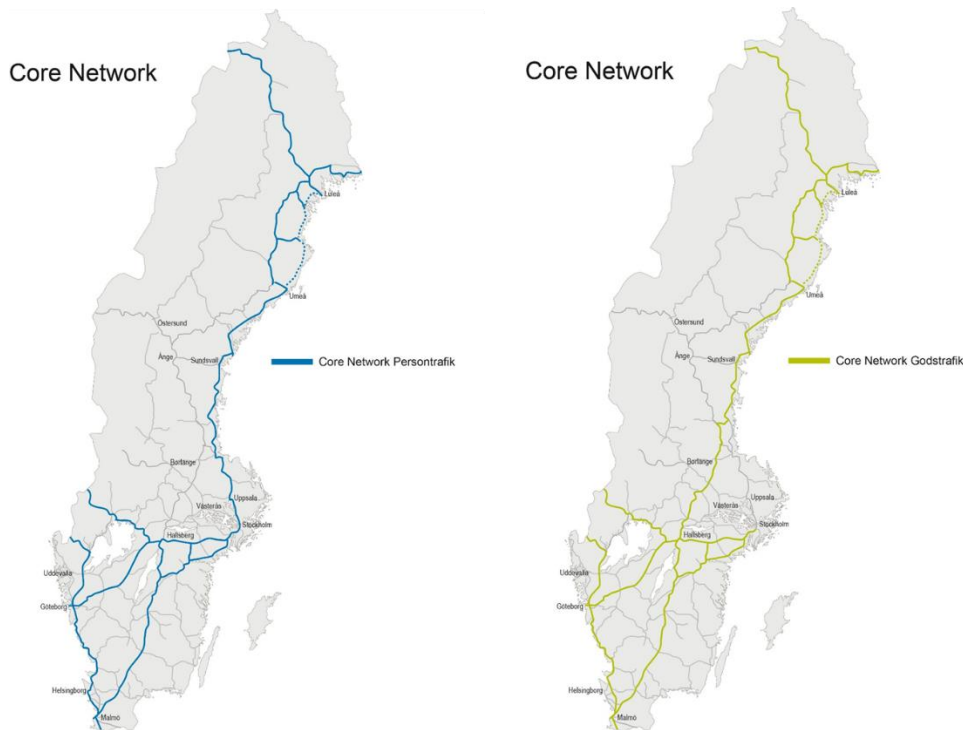 Core Network
Luleå
Umeå
Östersund
Ånge
Sundsvall
Core Network Persontrafik
Borlänge
Uppsala
Västerås
Stockholm
Hallsberg
Uddevalla
Göteborg
Helsingborg
Malmö
Core Network
Luleå
Umeå
Östersund
Ånge
Sundsvall
Core Network Godstrafik
Borlänge
Uppsala
Västerås
Stockholm
Hallsberg
Uddevalla
Göteborg
Helsingborg
Malmö